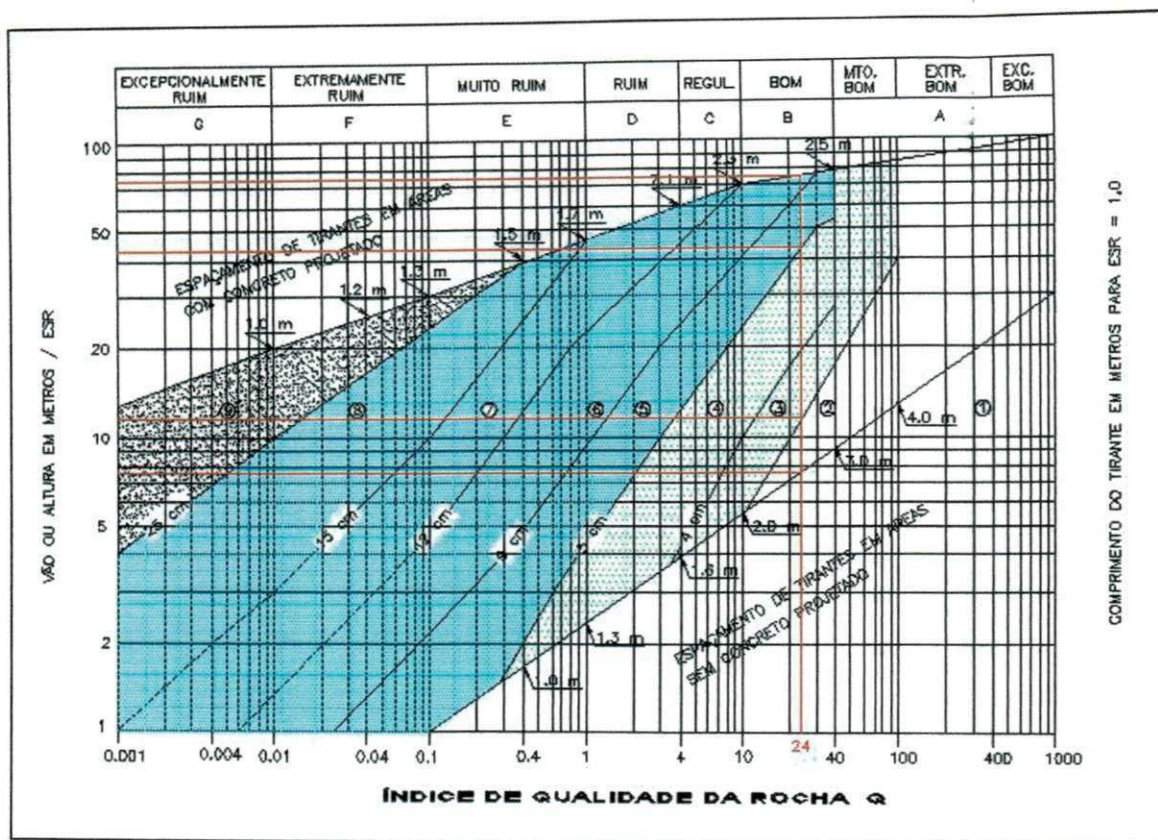 EXCEPCIONALMENTE RUIM
EXTREMAMENTE RUIM
MUITO RUIM
RUIM
REGUL.
BOM
MTO. BOM
EXTR. BOM
EXC. BOM
G
F
E
D
C
B
A
100
50
20
10
5
2
1
VÃO OU ALTURA EM METROS / ESR
COMPRIMENTO DO TIRANTE EM METROS PARA ESR = 1,0
ESPAÇAMENTO DE TIRANTES EM AREAS
COM CONCRETO PROJETADO
1.0 m
1.2 m
1.3 m
1.5 m
1.7 m
2.5 m
9
8
7
6
5
4
3
2
1
25 cm
15 cm
12 cm
9 cm
5 cm
4 cm
4.0 m
3.0 m
2.0 m
1.6 m
1.3 m
1.0 m
ESPAÇAMENTO DE TIRANTES EM AREAS
SEM CONCRETO PROJETADO
0.001
0.004
0.01
0.04
0.1
0.4
1
4
10
24
40
100
400
1000
ÍNDICE DE QUALIDADE DA ROCHA Q